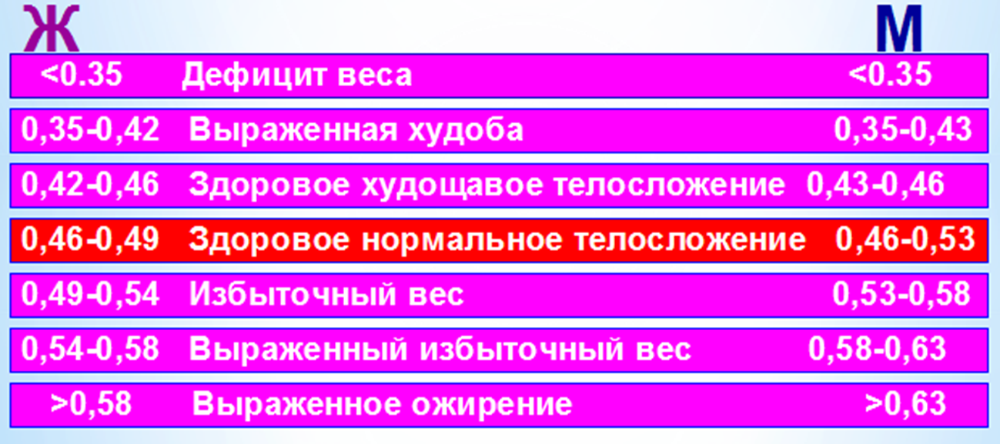 Ж М
<0.35 Дефицит веса <0.35
0,35-0,42 Выраженная худоба 0,35-0,43
0,42-0,46 Здоровое худощавое телосложение 0,43-0,46
0,46-0,49 Здоровое нормальное телосложение 0,46-0,53
0,49-0,54 Избыточный вес 0,53-0,58
0,54-0,58 Выраженный избыточный вес 0,58-0,63
>0,58 Выраженное ожирение >0,63